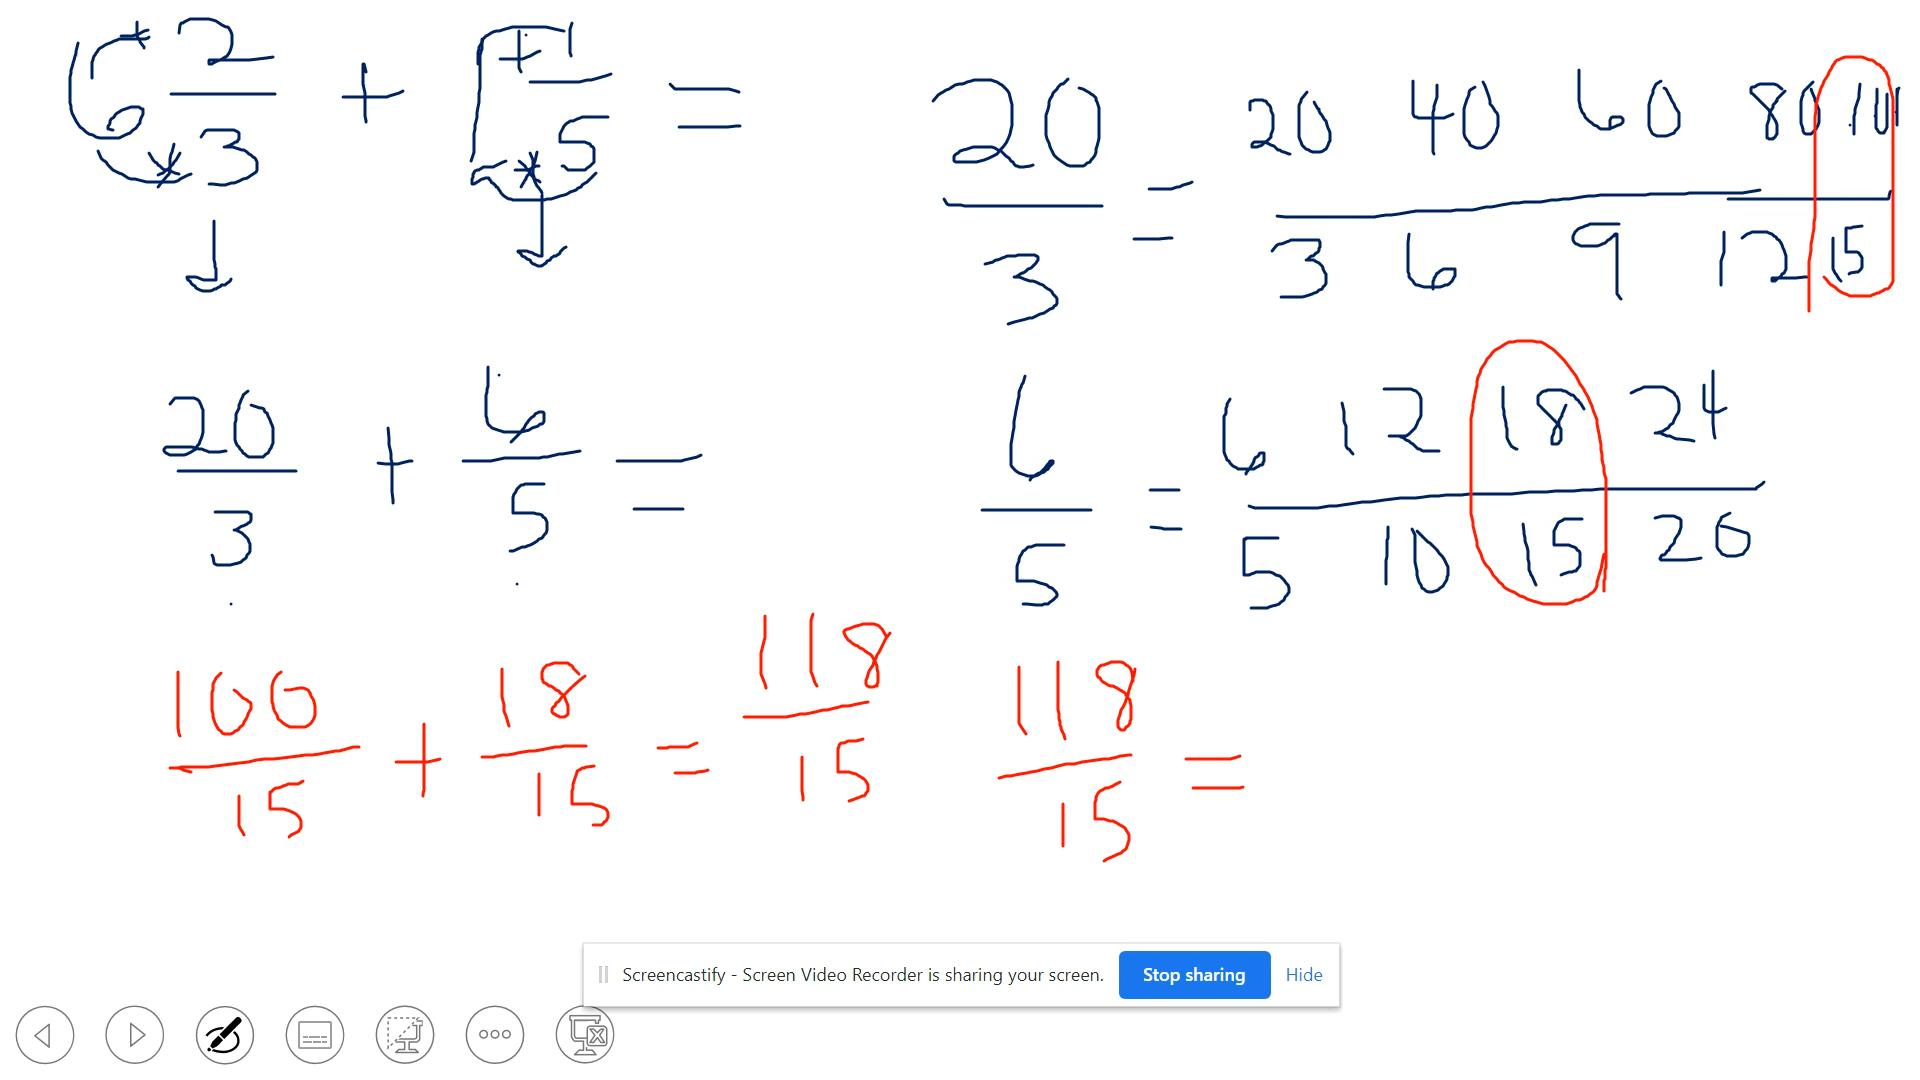 6 * 2/3 * + 1 + 1/5 * =
20/3 = 20 40 60 80 100
3 6 9 12 15
20/3 + 6/5 =
6/5 = 6 12 18 24
5 10 15 20
100/15 + 18/15 = 118/15
118/15 =
Screencastify - Screen Video Recorder is sharing your screen.
Stop sharing
Hide